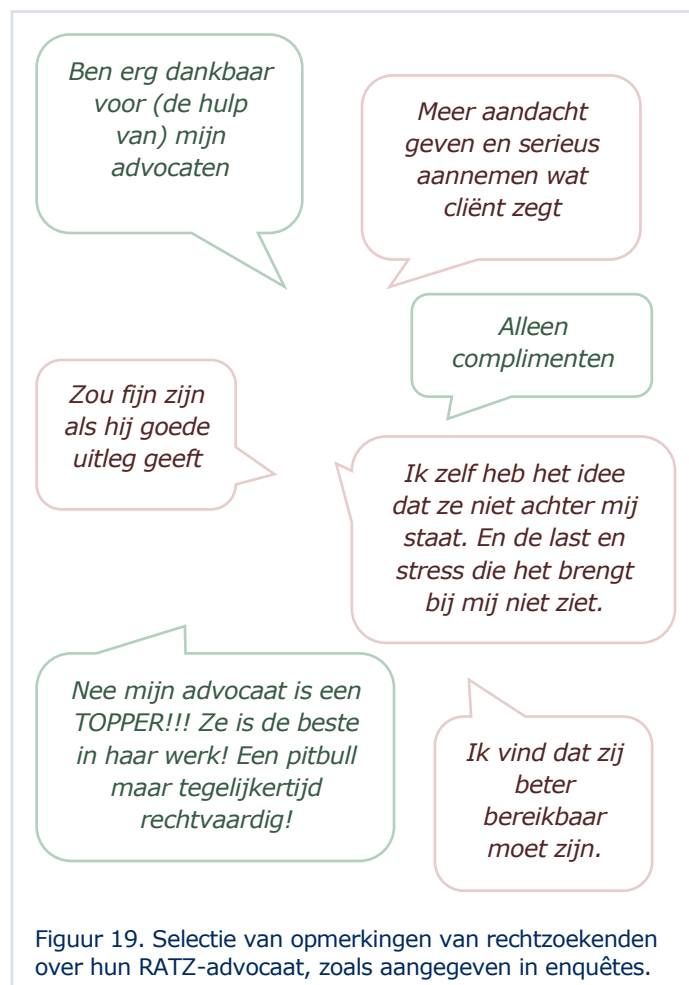 Ben erg dankbaar
voor (de hulp
van) mijn
advocaten
Meer aandacht
geven en serieus
aannemen wat
cliënt zegt
Alleen
complimenten
Zou fijn zijn
als hij goede
uitleg geeft
Ik zelf heb het idee
dat ze niet achter mij
staat. En de last en
stress die het brengt
bij mij niet ziet.
Nee mijn advocaat is een
TOPPER!!! Ze is de beste
in haar werk! Een pitbull
maar tegelijkertijd
rechtvaardig!
Ik vind dat zij
beter
bereikbaar
moet zijn.
Figuur 19. Selectie van opmerkingen van rechtzoekenden
over hun RATZ-advocaat, zoals aangegeven in enquêtes.